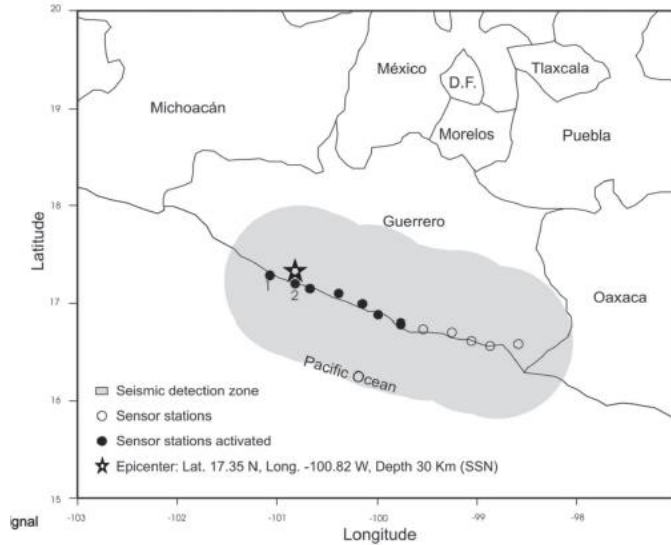 20
19
18
17
16
15
Latitude
México
D.F.
Tlaxcala
Michoacán
Morelos
Puebla
Guerrero
Oaxaca
1
2
Pacific Ocean
Seismic detection zone
Sensor stations
Sensor stations activated
Epicenter: Lat. 17.35 N, Long. -100.82 W, Depth 30 Km (SSN)
-103 -102 -101 -100 -99 -98
Longitude
ignal